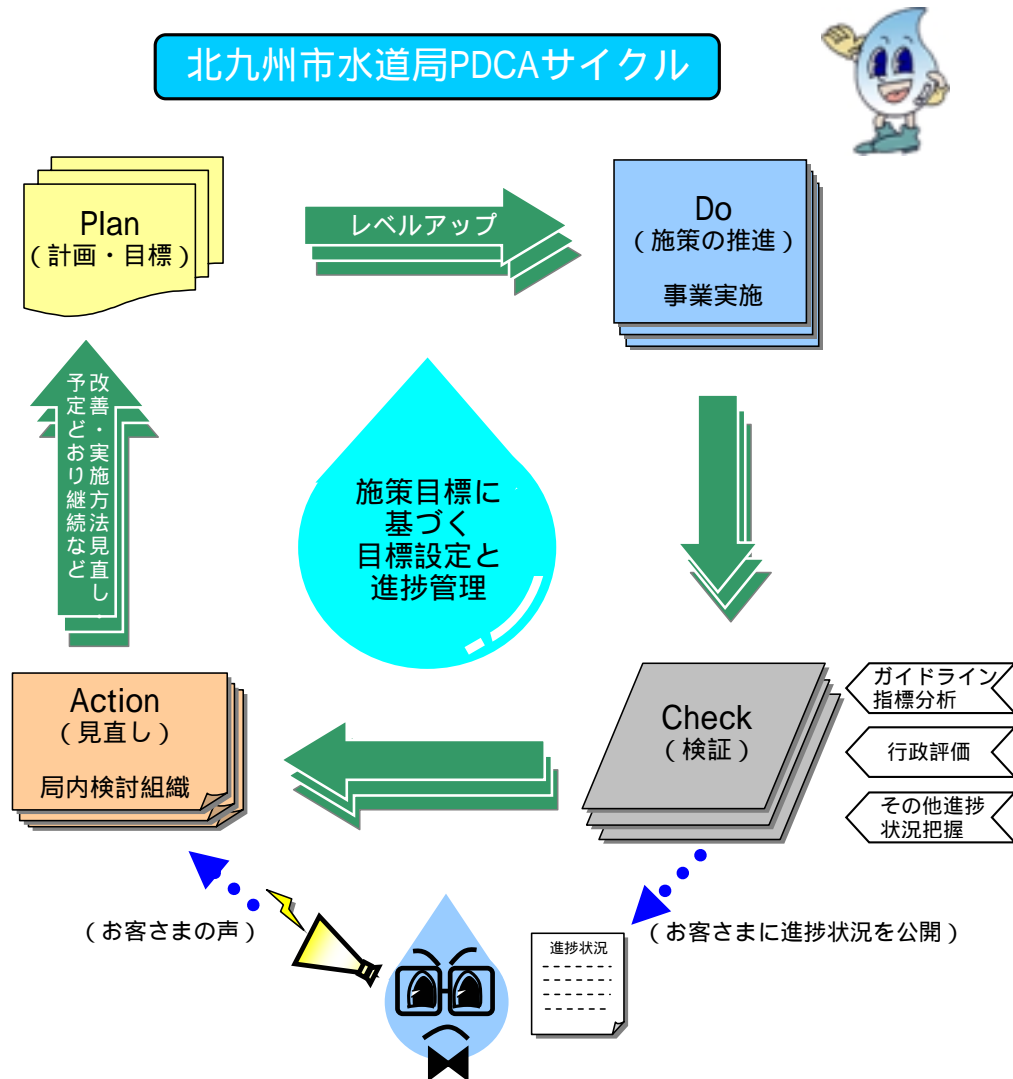 北九州市水道局PDCAサイクル
Plan
(計画・目標)
レベルアップ
Do
(施策の推進)
事業実施
改善・実施方法見直し
予定どおり継続など
施策目標に
基づく
目標設定と
進捗管理
Action
(見直し)
局内検討組織
Check
(検証)
ガイドライン
指標分析
行政評価
その他進捗
状況把握
(お客さまの声)
進捗状況
(お客さまに進捗状況を公開)